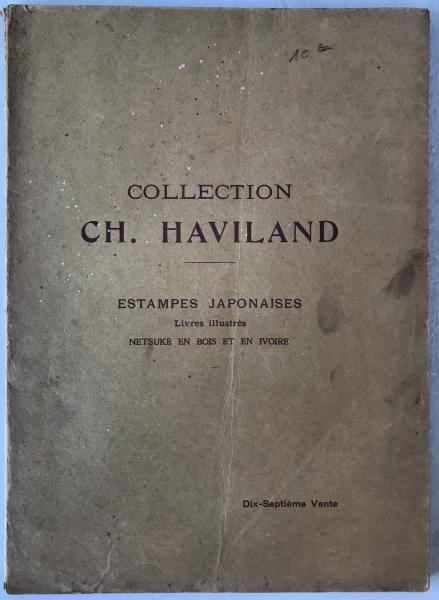 10 E
COLLECTION
CH. HAVILAND
ESTAMPES JAPONAISES
Livres illustrés
NETSUKE EN BOIS ET EN IVOIRE
Dix-Septième Vente